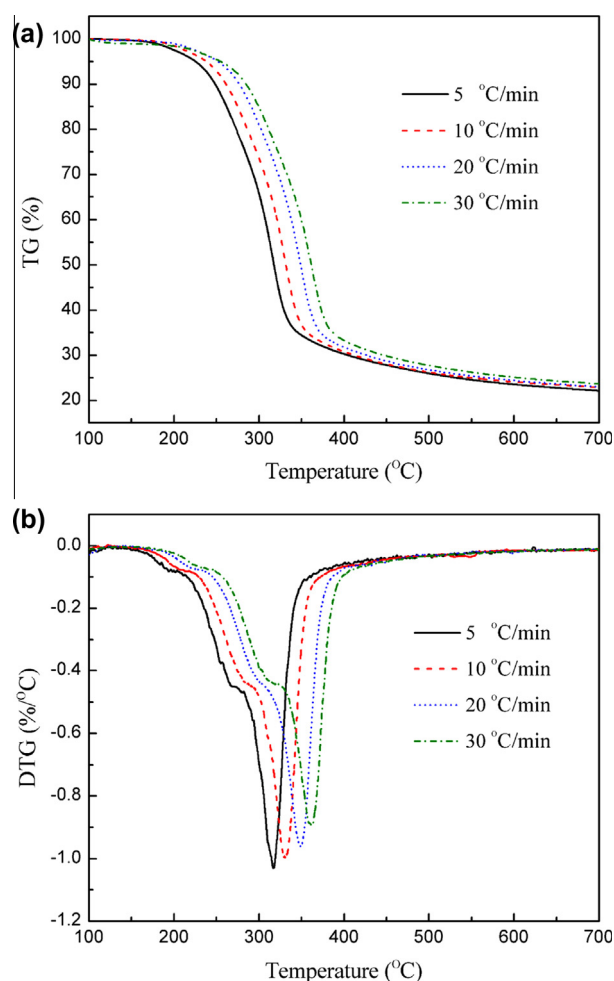 (a)
100
90
80
70
60
50
40
30
20
TG (%)
5 °C/min
10 °C/min
20 °C/min
30 °C/min
100 200 300 400 500 600 700
Temperature (°C)
(b)
0.0
-0.2
-0.4
-0.6
-0.8
-1.0
-1.2
DTG (%/°C)
5 °C/min
10 °C/min
20 °C/min
30 °C/min
100 200 300 400 500 600 700
Temperature (°C)